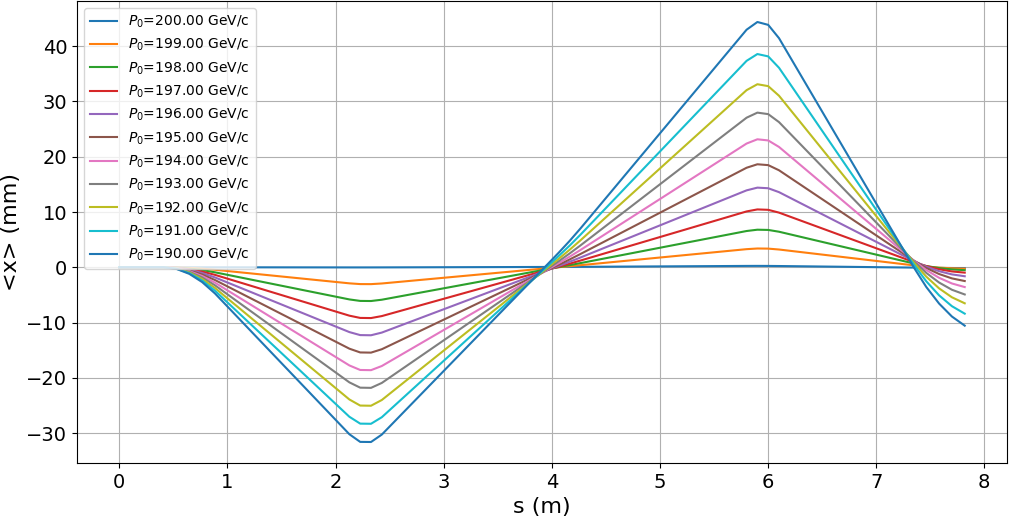 P₀=200.00 GeV/c
P₀=199.00 GeV/c
P₀=198.00 GeV/c
P₀=197.00 GeV/c
P₀=196.00 GeV/c
P₀=195.00 GeV/c
P₀=194.00 GeV/c
P₀=193.00 GeV/c
P₀=192.00 GeV/c
P₀=191.00 GeV/c
P₀=190.00 GeV/c
<x> (mm)
40
30
20
10
0
−10
−20
−30
0 1 2 3 4 5 6 7 8
s (m)